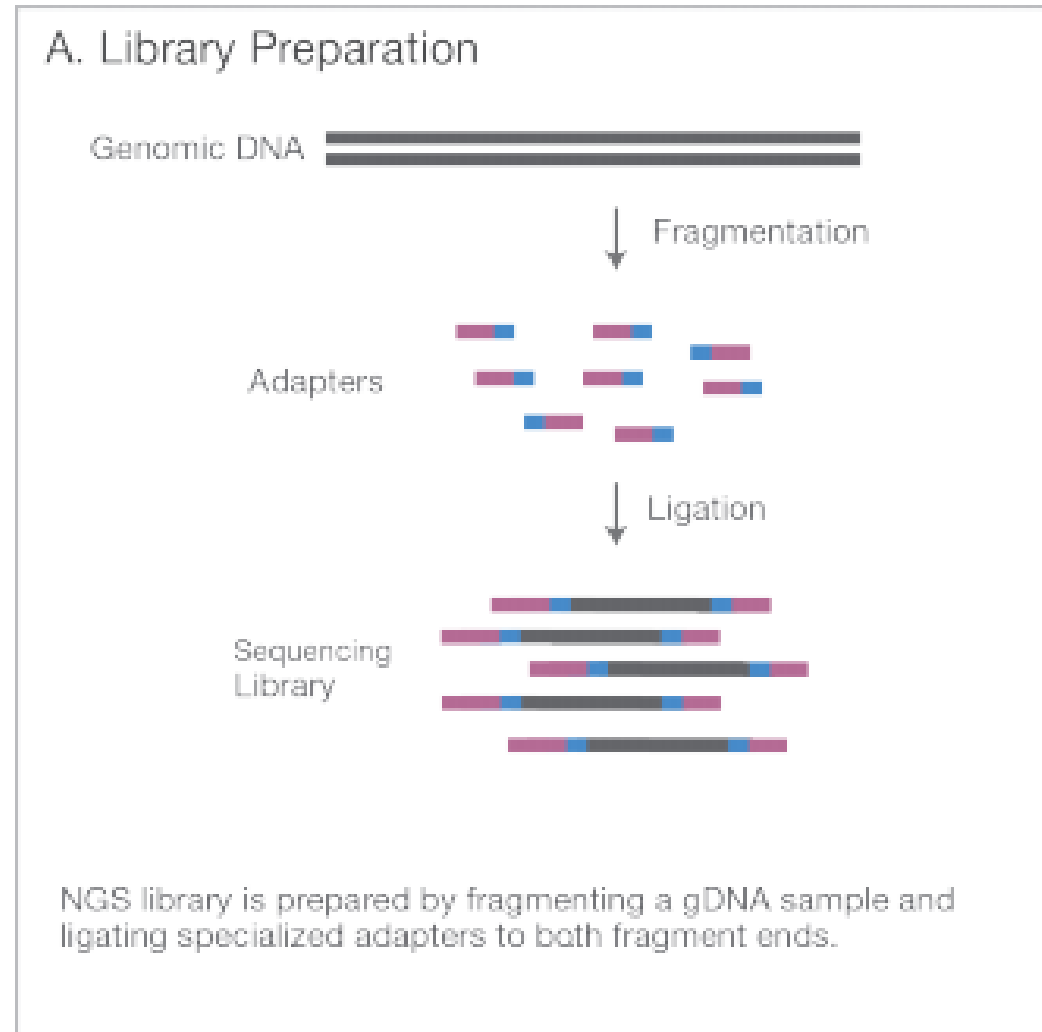 A. Library Preparation
Genomic DNA
Fragmentation
Adapters
Ligation
Sequencing
Library
NGS library is prepared by fragmenting a gDNA sample and
ligating specialized adapters to both fragment ends.